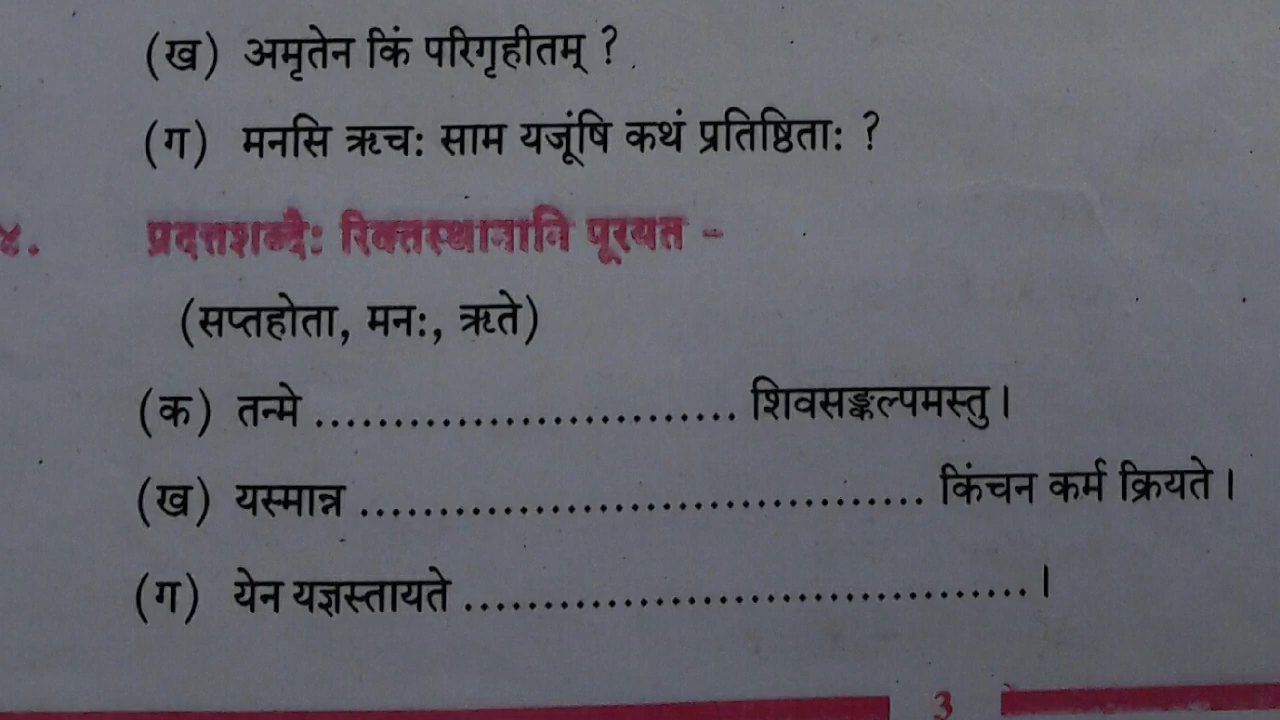 (ख) अमृतेन किं परिगृहीतम् ?
(ग) मनसि ऋचः साम यजूंषि कथं प्रतिष्ठिताः ?
४. प्रदत्तशब्दैः रिक्तस्थानानि पूरयत -
(सप्तहोता, मनः, ऋते)
(क) तन्मे ........................... शिवसङ्कल्पमस्तु।
(ख) यस्मान्न .................................... किंचन कर्म क्रियते।
(ग) येन यज्ञस्तायते .................................... ।
3